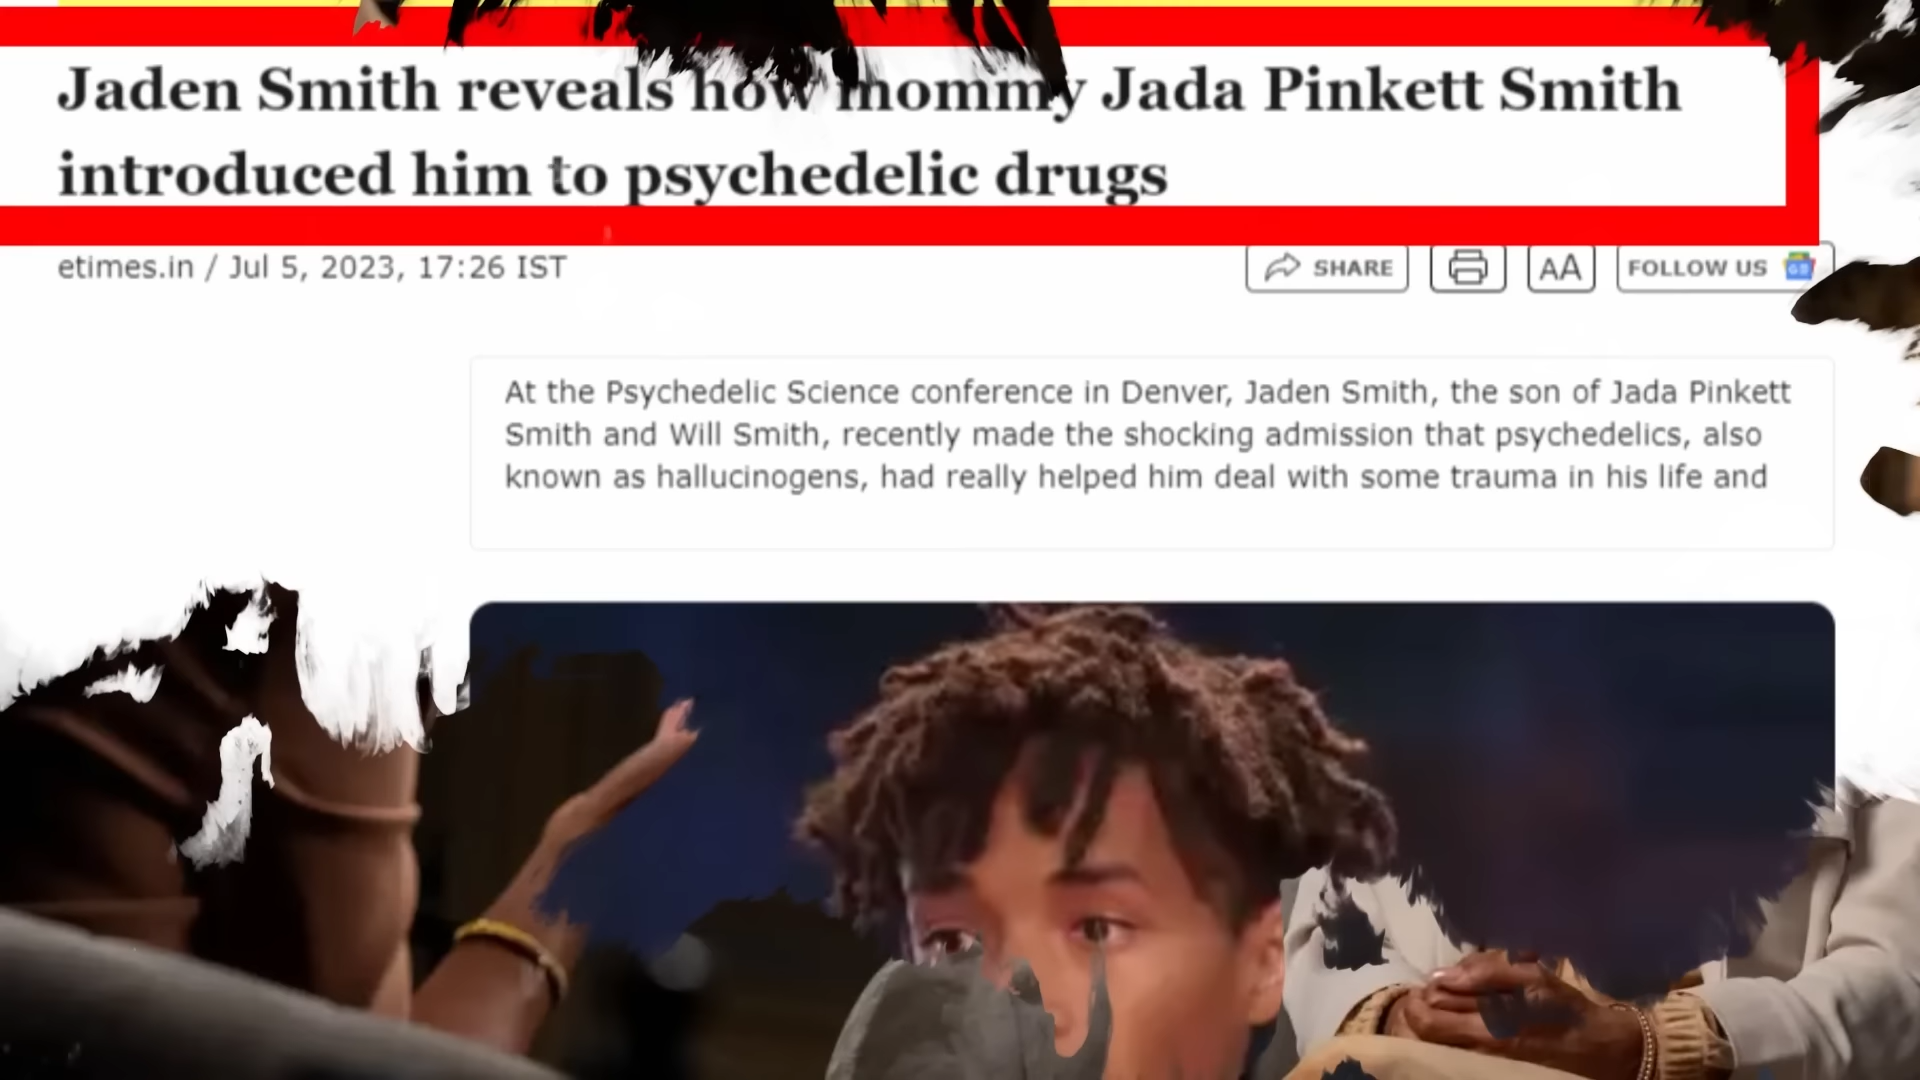 Jaden Smith reveals how mommy Jada Pinkett Smith
introduced him to psychedelic drugs
etimes.in / Jul 5, 2023, 17:26 IST
SHARE
AA
FOLLOW US
At the Psychedelic Science conference in Denver, Jaden Smith, the son of Jada Pinkett
Smith and Will Smith, recently made the shocking admission that psychedelics, also
known as hallucinogens, had really helped him deal with some trauma in his life and